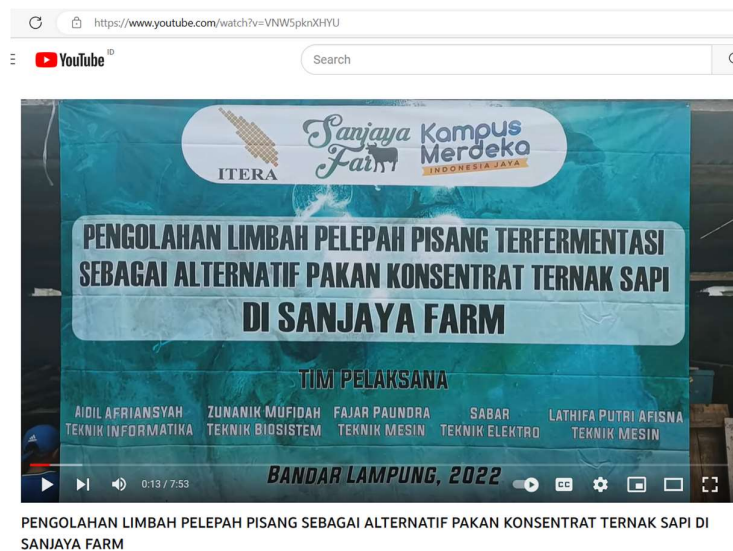 https://www.youtube.com/watch?v=VNW5pknXHYU
YouTube ID
Search
ITERA
Sanjaya Farm
Kampus Merdeka
INDONESIA JAYA
PENGOLAHAN LIMBAH PELEPAH PISANG TERFERMENTASI
SEBAGAI ALTERNATIF PAKAN KONSENTRAT TERNAK SAPI
DI SANJAYA FARM
TIM PELAKSANA
AIDIL AFRIANSYAH
TEKNIK INFORMATIKA
ZUNANIK MUFIDAH
TEKNIK BIOSISTEM
FAJAR PAUNDRA
TEKNIK MESIN
SABAR
TEKNIK ELEKTRO
LATHIFA PUTRI AFISNA
TEKNIK MESIN
BANDAR LAMPUNG, 2022
0:13 / 7:53
CC
PENGOLAHAN LIMBAH PELEPAH PISANG SEBAGAI ALTERNATIF PAKAN KONSENTRAT TERNAK SAPI DI
SANJAYA FARM